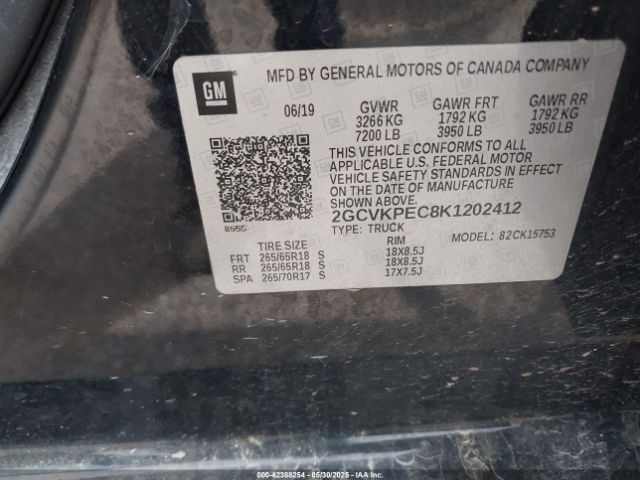 GM
MFD BY GENERAL MOTORS OF CANADA COMPANY
06/19 GVWR GAWR FRT GAWR RR
3266 KG 1792 KG 1792 KG
7200 LB 3950 LB 3950 LB
THIS VEHICLE CONFORMS TO ALL
APPLICABLE U.S. FEDERAL MOTOR
VEHICLE SAFETY STANDARDS IN EFFECT
ON THE DATE OF MANUFACTURE
SHOWN ABOVE.
2GCVKPEC8K1202412
TYPE: TRUCK
MODEL: 82CK15753
TIRE SIZE RIM
FRT 265/65R18 S 18X8.5J
RR 265/65R18 S 18X8.5J
SPA 265/70R17 S 17X7.5J
000-42388254 - 05/30/2025 - IAA Inc.